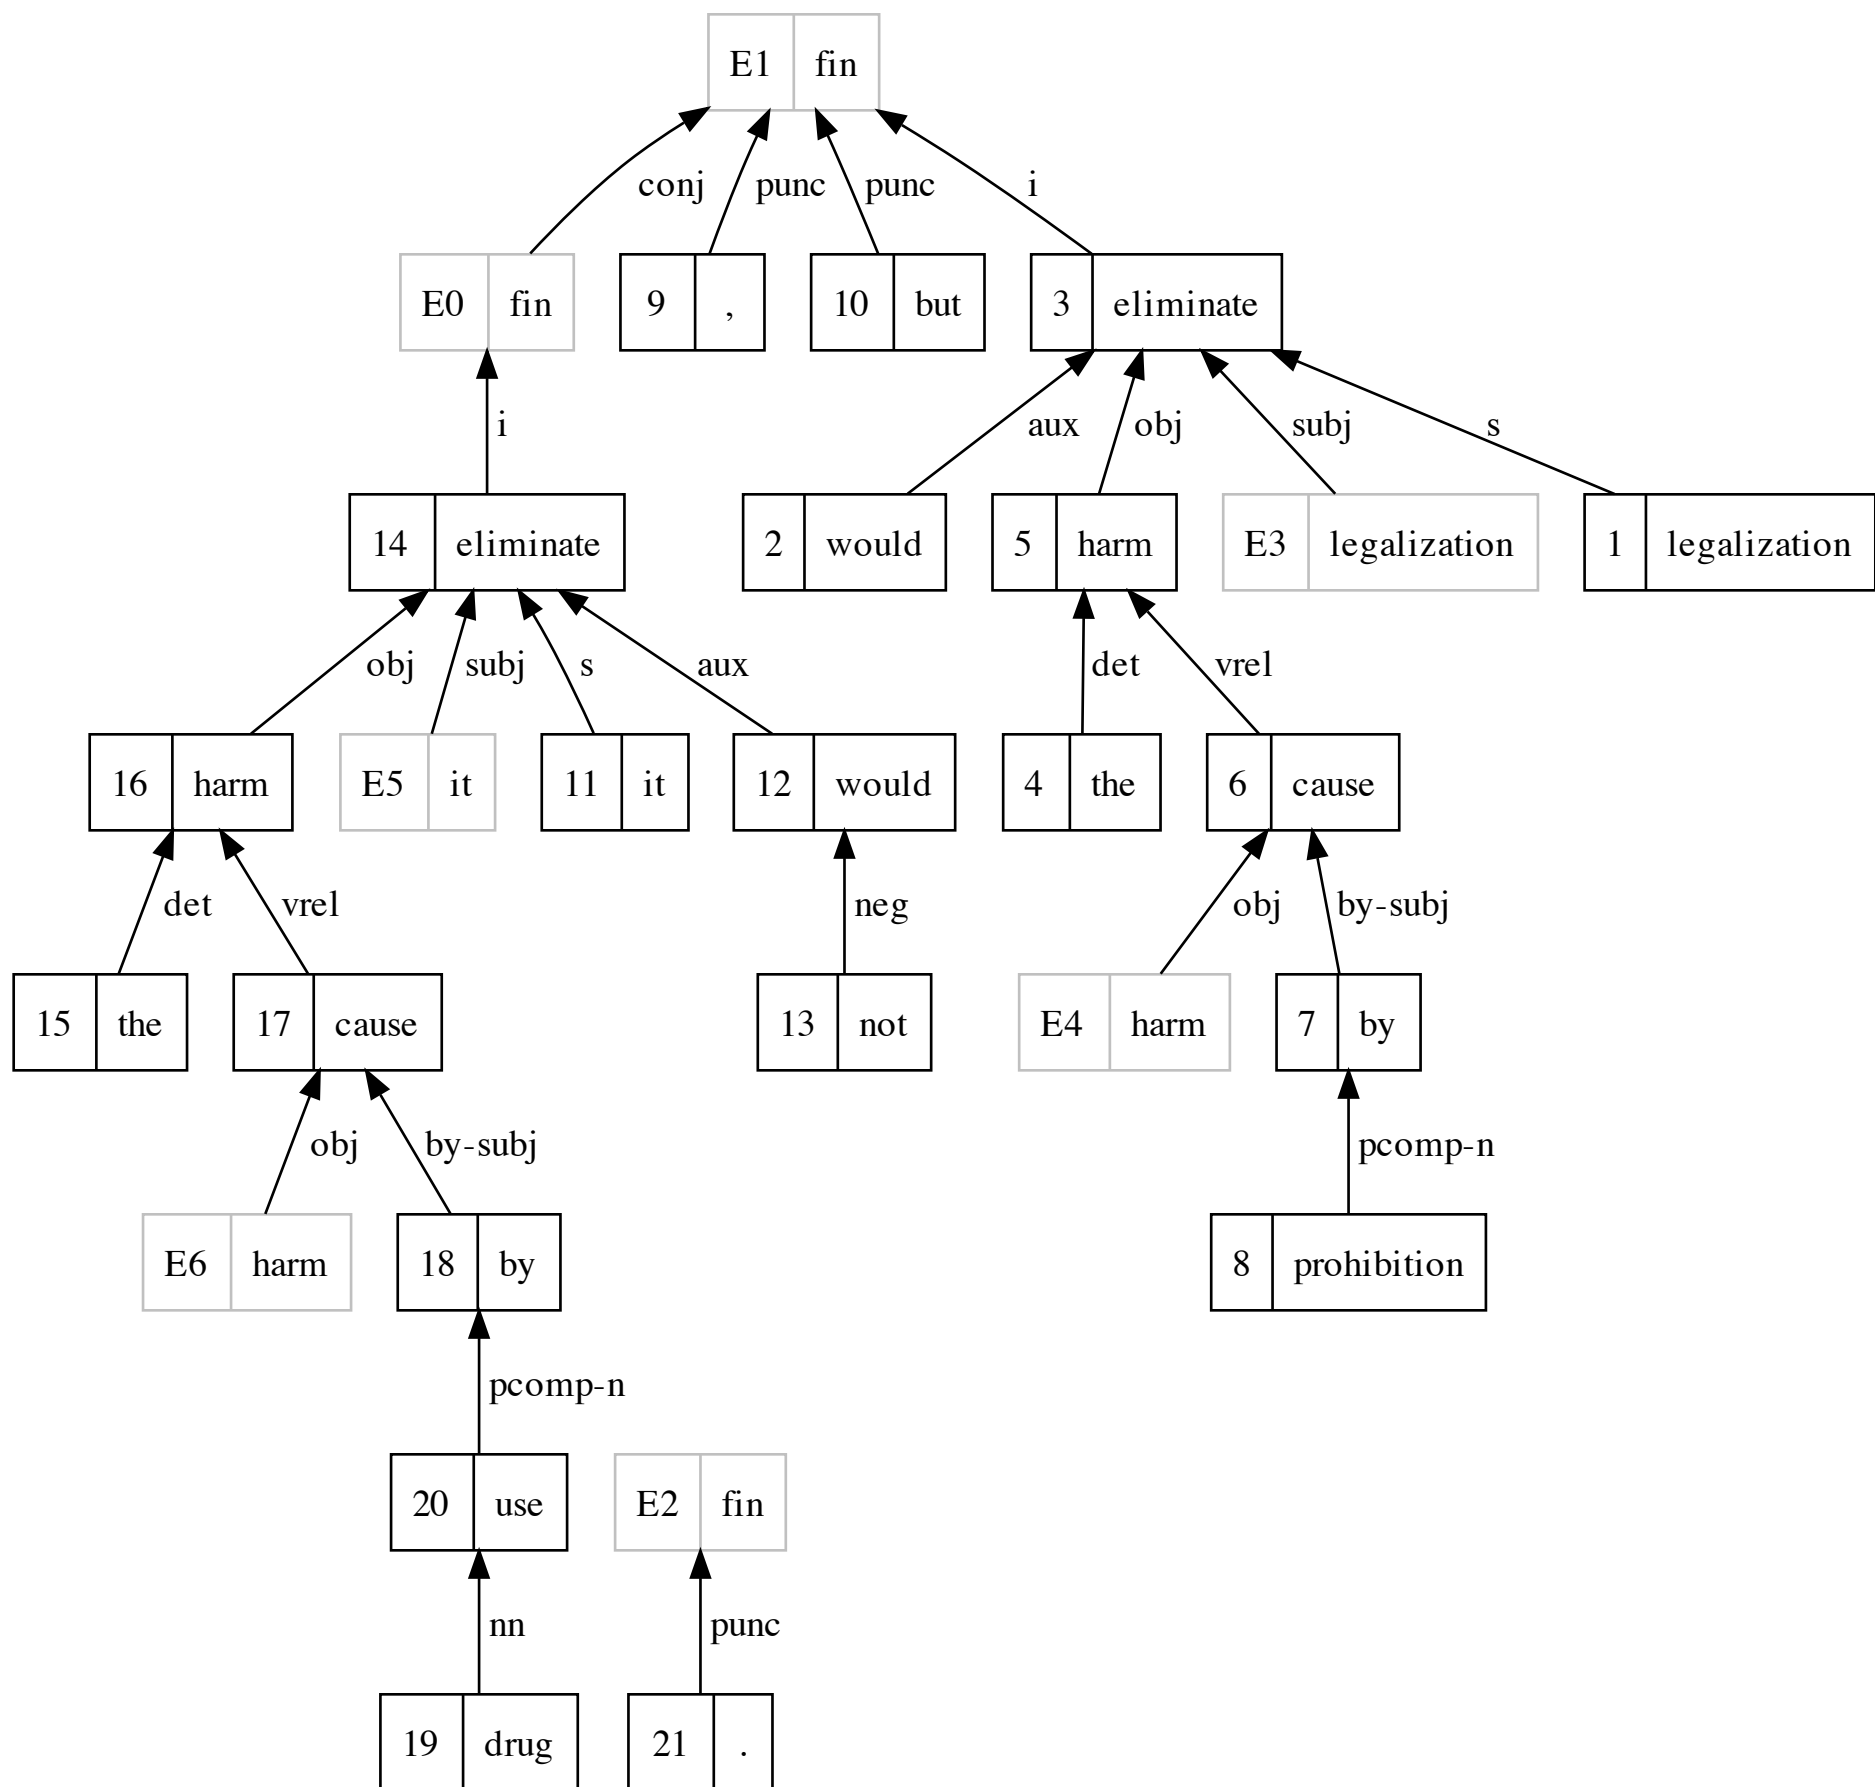 E1 fin
conj punc punc i
E0 fin 9 , 10 but 3 eliminate
i aux obj subj s
14 eliminate 2 would 5 harm E3 legalization 1 legalization
obj subj s aux det vrel
16 harm E5 it 11 it 12 would 4 the 6 cause
det vrel neg obj by-subj
15 the 17 cause 13 not E4 harm 7 by
obj by-subj pcomp-n
E6 harm 18 by 8 prohibition
pcomp-n
20 use E2 fin
nn punc
19 drug 21 .